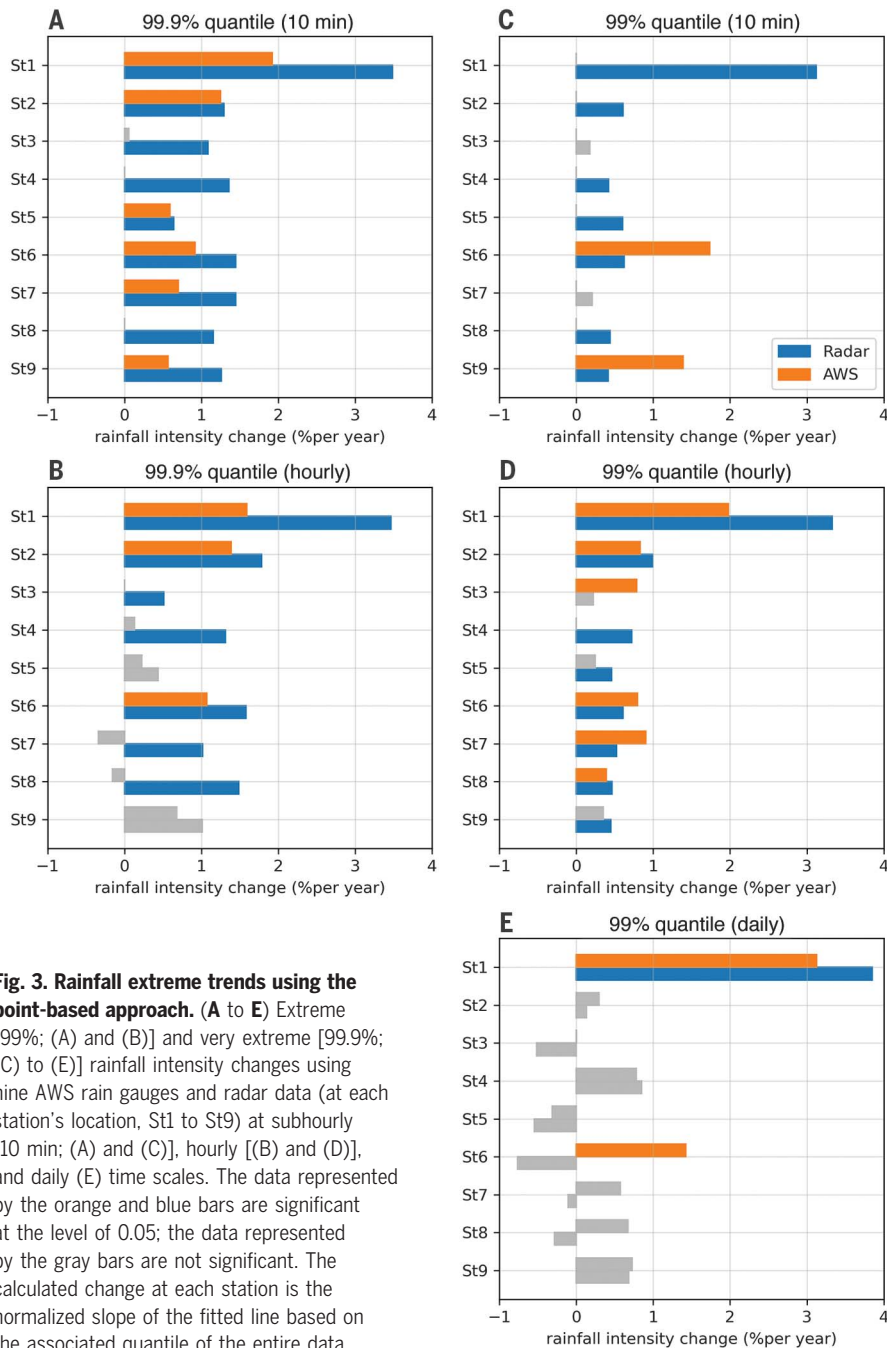 A
99.9% quantile (10 min)
St1
St2
St3
St4
St5
St6
St7
St8
St9
−1 0 1 2 3 4
rainfall intensity change (%per year)
C
99% quantile (10 min)
St1
St2
St3
St4
St5
St6
St7
St8
St9
Radar
AWS
−1 0 1 2 3 4
rainfall intensity change (%per year)
B
99.9% quantile (hourly)
St1
St2
St3
St4
St5
St6
St7
St8
St9
−1 0 1 2 3 4
rainfall intensity change (%per year)
D
99% quantile (hourly)
St1
St2
St3
St4
St5
St6
St7
St8
St9
−1 0 1 2 3 4
rainfall intensity change (%per year)
E
99% quantile (daily)
St1
St2
St3
St4
St5
St6
St7
St8
St9
−1 0 1 2 3 4
rainfall intensity change (%per year)
Fig. 3. Rainfall extreme trends using the
point-based approach. (A to E) Extreme
99%; (A) and (B)] and very extreme [99.9%;
C) to (E)] rainfall intensity changes using
nine AWS rain gauges and radar data (at each
station's location, St1 to St9) at subhourly
10 min; (A) and (C)], hourly [(B) and (D)],
and daily (E) time scales. The data represented
by the orange and blue bars are significant
at the level of 0.05; the data represented
by the gray bars are not significant. The
calculated change at each station is the
normalized slope of the fitted line based on
the associated quantile of the entire data